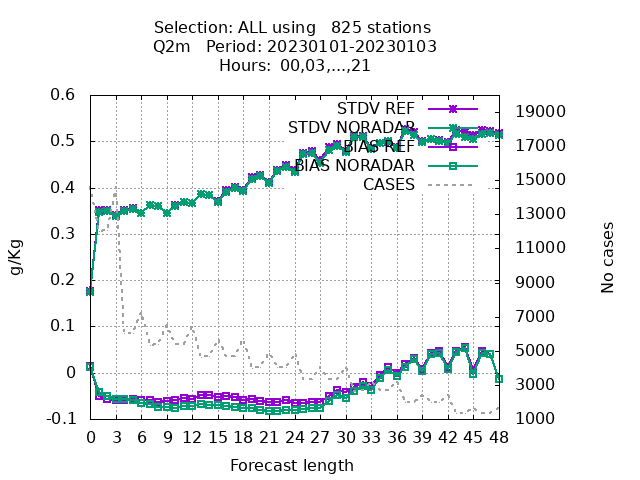 Selection: ALL using   825 stations
Q2m   Period: 20230101-20230103
Hours: 00,03,...,21
0.6
0.5
0.4
0.3
0.2
0.1
0
-0.1
g/Kg
STDV REF
STDV NORADAR
BIAS REF
BIAS NORADAR
CASES
19000
17000
15000
13000
11000
9000
7000
5000
3000
1000
No cases
0 3 6 9 12 15 18 21 24 27 30 33 36 39 42 45 48
Forecast length